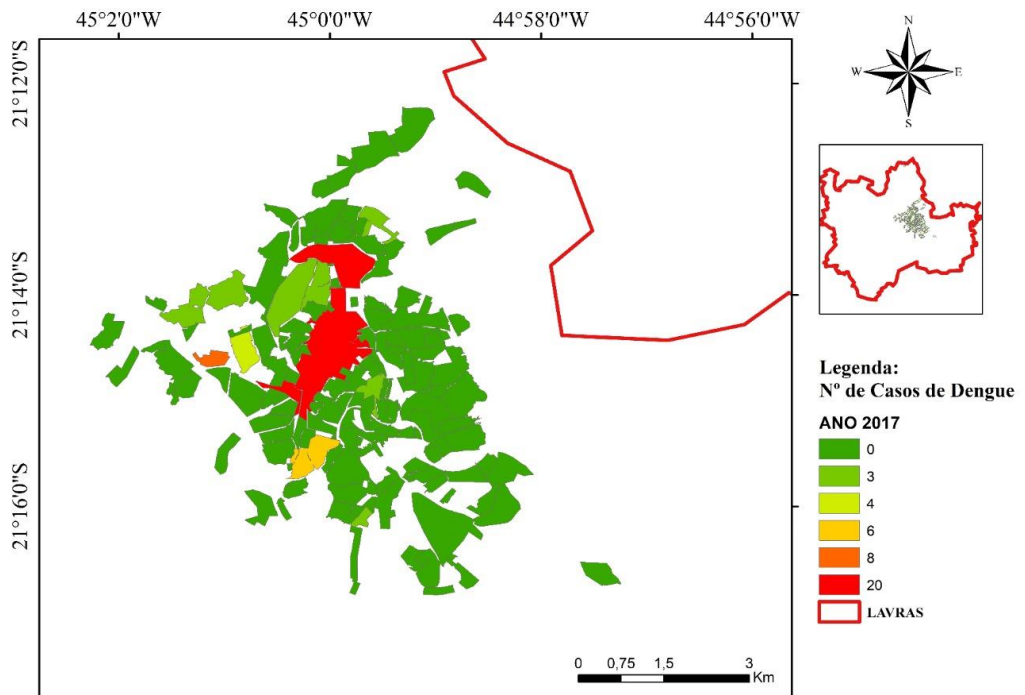 45°2'0"W 45°0'0"W 44°58'0"W 44°56'0"W
21°12'0"S
21°14'0"S
21°16'0"S
N
W E
S
Legenda:
Nº de Casos de Dengue
ANO 2017
0
3
4
6
8
20
LAVRAS
0 0,75 1,5 3
Km